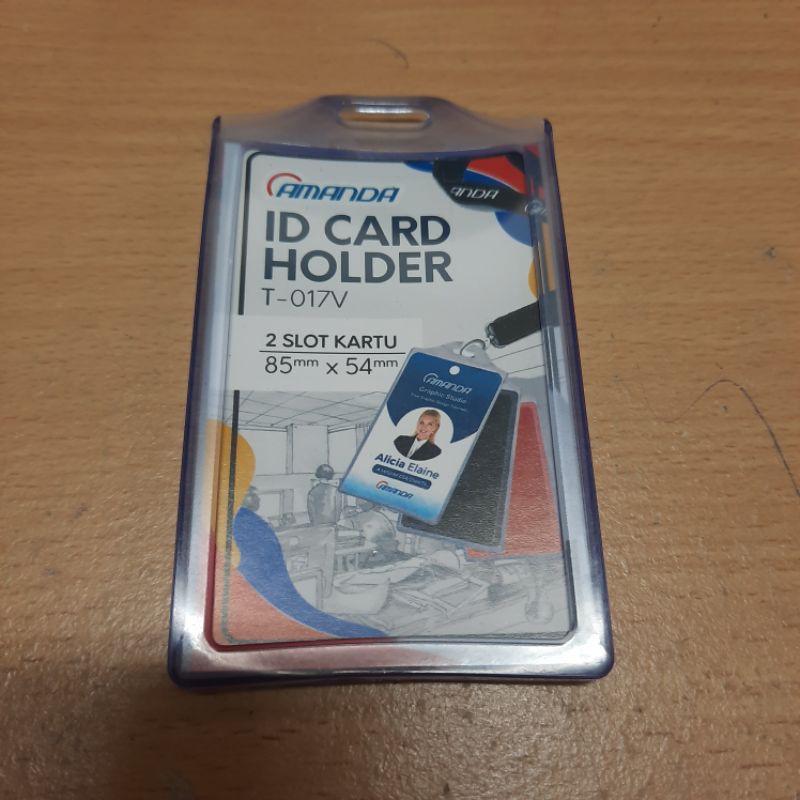 AMANDA
ANDA
ID CARD
HOLDER
T-017V
2 SLOT KARTU
85mm x 54mm
AMANDA
Graphic Studio
Alicia Elaine
AMANDA